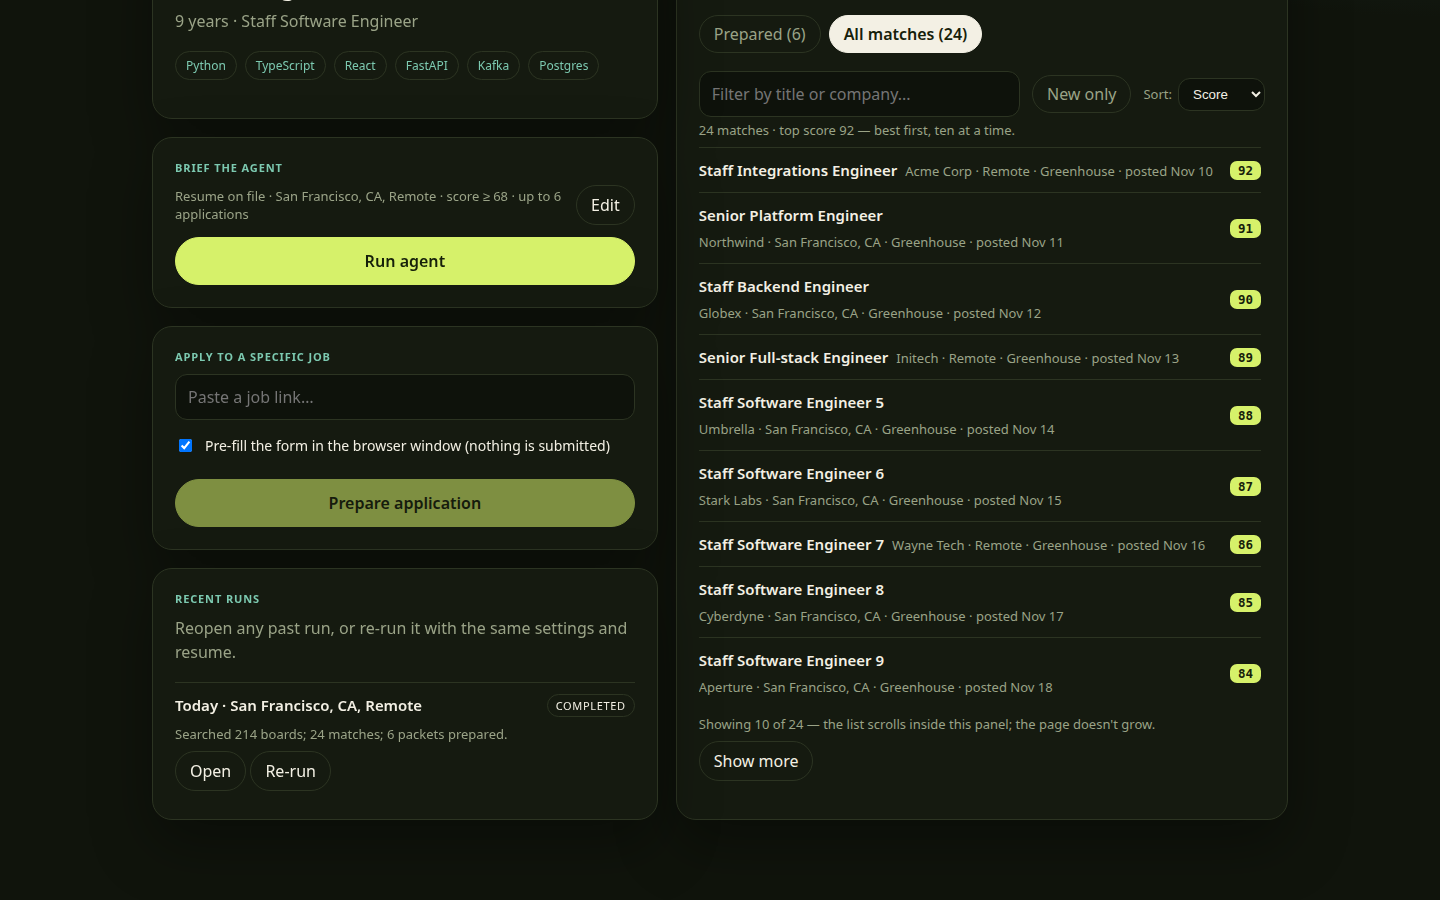 9 years · Staff Software Engineer
Python
TypeScript
React
FastAPI
Kafka
Postgres
BRIEF THE AGENT
Resume on file · San Francisco, CA, Remote · score ≥ 68 · up to 6
applications
Edit
Run agent
APPLY TO A SPECIFIC JOB
Paste a job link...
Pre-fill the form in the browser window (nothing is submitted)
Prepare application
RECENT RUNS
Reopen any past run, or re-run it with the same settings and
resume.
Today · San Francisco, CA, Remote
COMPLETED
Searched 214 boards; 24 matches; 6 packets prepared.
Open
Re-run
Prepared (6)
All matches (24)
Filter by title or company...
New only
Sort:
Score
24 matches · top score 92 — best first, ten at a time.
Staff Integrations Engineer Acme Corp · Remote · Greenhouse · posted Nov 10
92
Senior Platform Engineer
Northwind · San Francisco, CA · Greenhouse · posted Nov 11
91
Staff Backend Engineer
Globex · San Francisco, CA · Greenhouse · posted Nov 12
90
Senior Full-stack Engineer Initech · Remote · Greenhouse · posted Nov 13
89
Staff Software Engineer 5
Umbrella · San Francisco, CA · Greenhouse · posted Nov 14
88
Staff Software Engineer 6
Stark Labs · San Francisco, CA · Greenhouse · posted Nov 15
87
Staff Software Engineer 7 Wayne Tech · Remote · Greenhouse · posted Nov 16
86
Staff Software Engineer 8
Cyberdyne · San Francisco, CA · Greenhouse · posted Nov 17
85
Staff Software Engineer 9
Aperture · San Francisco, CA · Greenhouse · posted Nov 18
84
Showing 10 of 24 — the list scrolls inside this panel; the page doesn't grow.
Show more